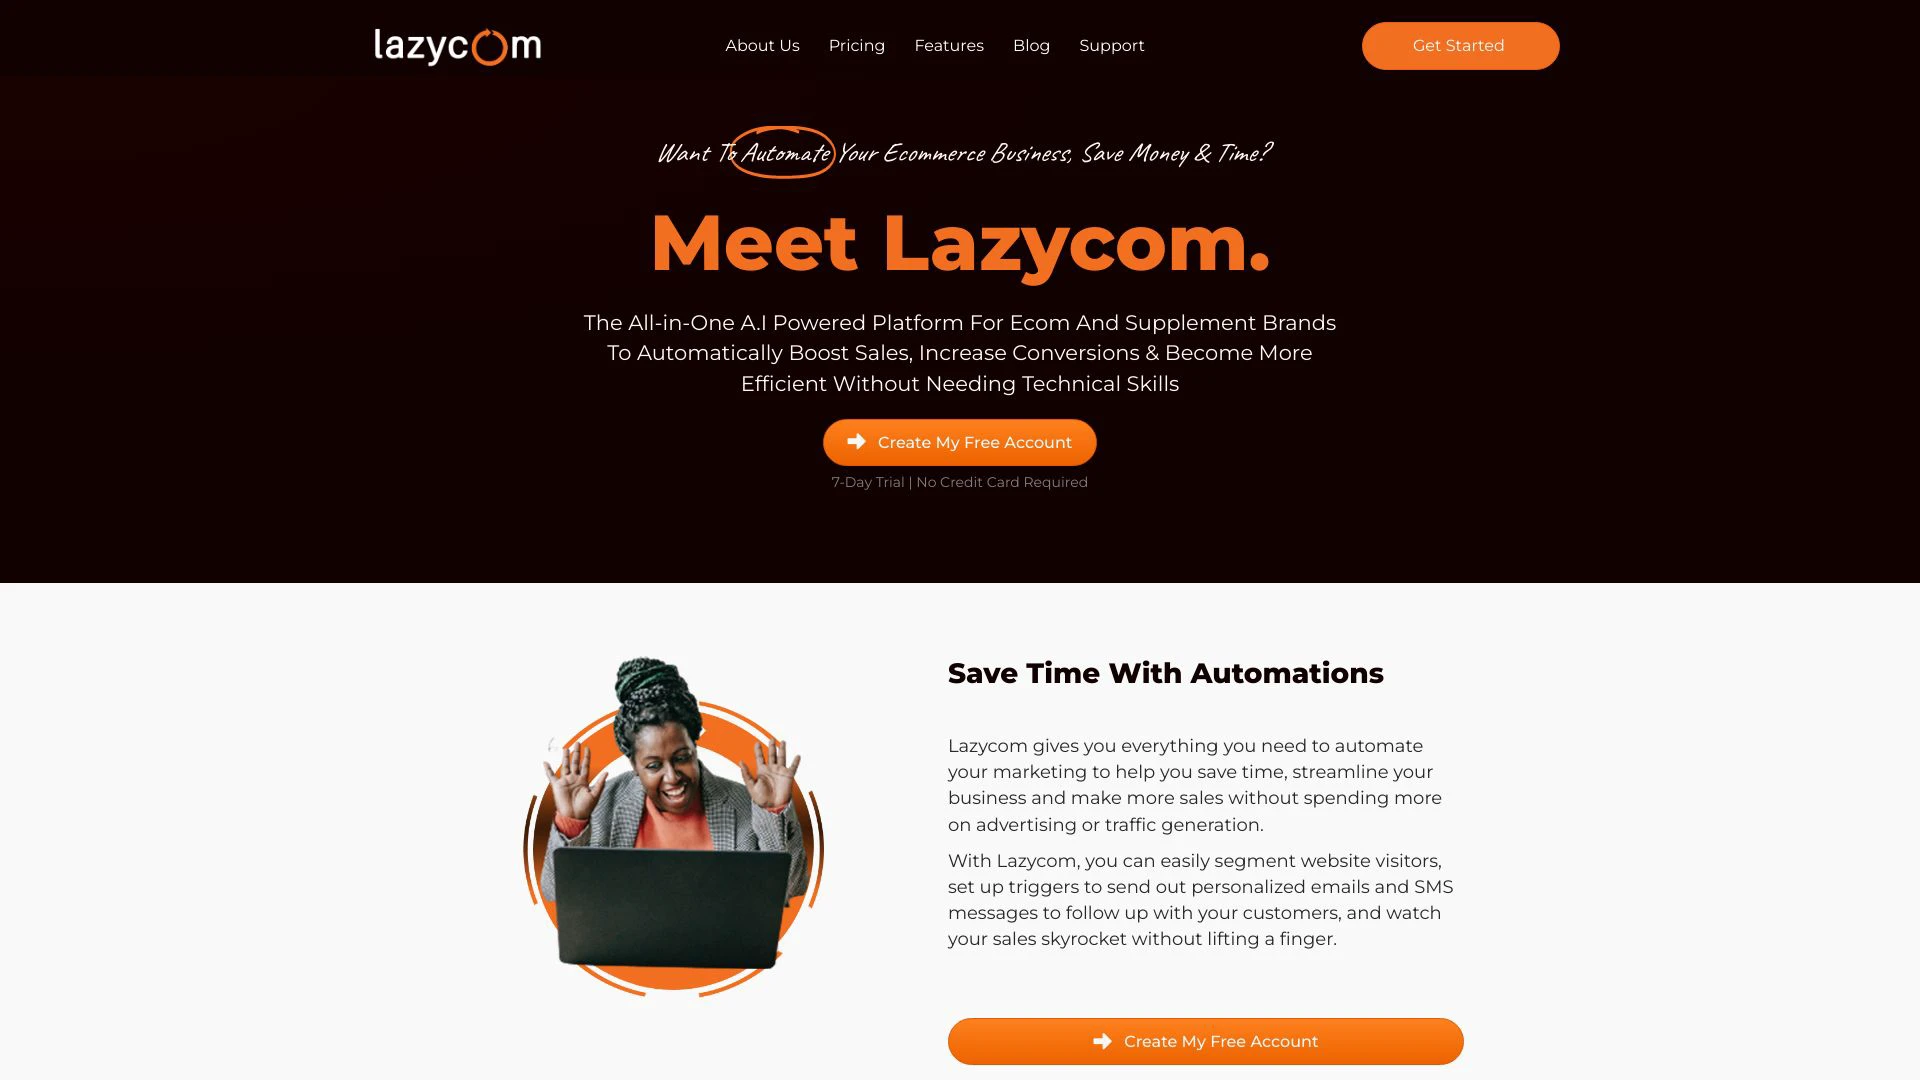 lazycom
About Us
Pricing
Features
Blog
Support
Get Started
Want To Automate Your Ecommerce Business, Save Money & Time?
Meet Lazycom.
The All-in-One A.I Powered Platform For Ecom And Supplement Brands
To Automatically Boost Sales, Increase Conversions & Become More
Efficient Without Needing Technical Skills
Create My Free Account
7-Day Trial | No Credit Card Required
Save Time With Automations
Lazycom gives you everything you need to automate
your marketing to help you save time, streamline your
business and make more sales without spending more
on advertising or traffic generation.
With Lazycom, you can easily segment website visitors,
set up triggers to send out personalized emails and SMS
messages to follow up with your customers, and watch
your sales skyrocket without lifting a finger.
Create My Free Account